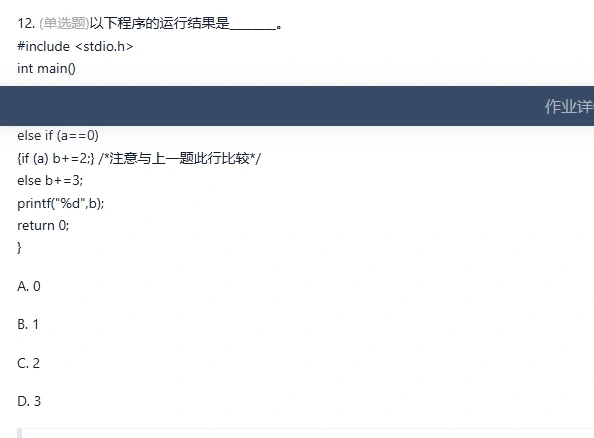 12. (单选题)以下程序的运行结果是________。
#include <stdio.h>
int main()
作业详
else if (a==0)
{if (a) b+=2;} /*注意与上一题此行比较*/
else b+=3;
printf("%d",b);
return 0;
}
A. 0
B. 1
C. 2
D. 3